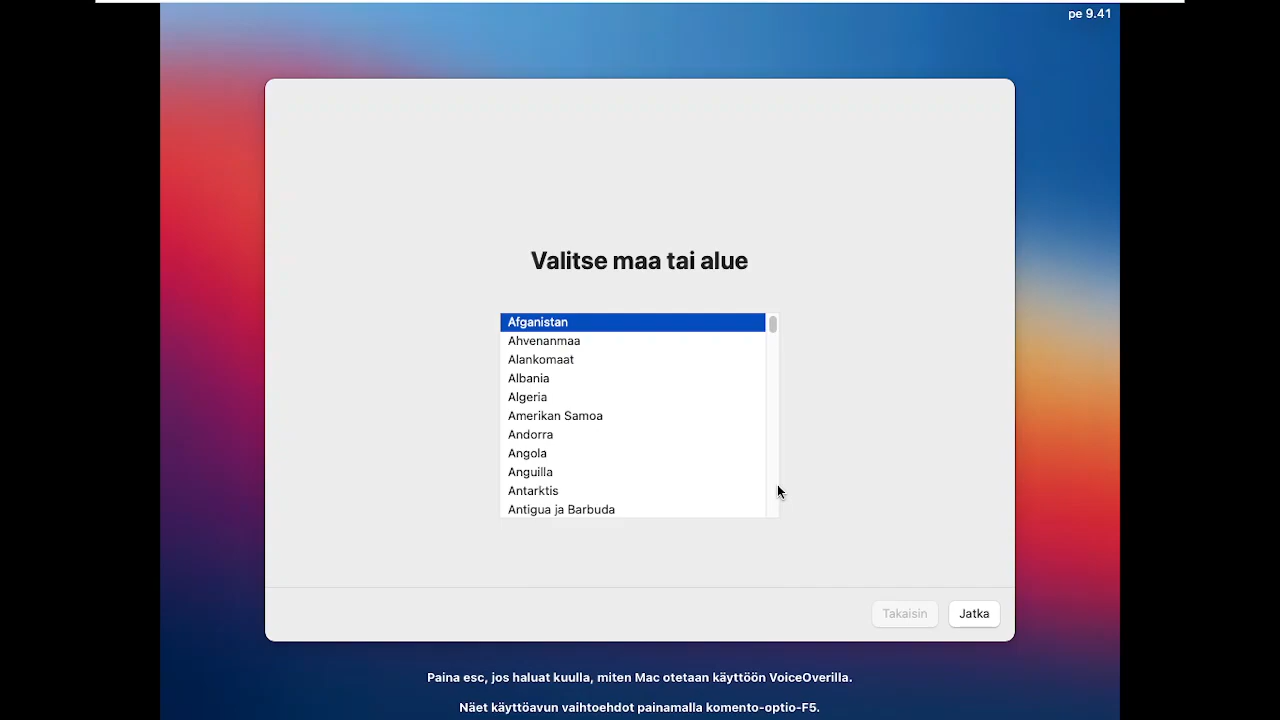 pe 9.41
Valitse maa tai alue
Afganistan
Ahvenanmaa
Alankomaat
Albania
Algeria
Amerikan Samoa
Andorra
Angola
Anguilla
Antarktis
Antigua ja Barbuda
Takaisin
Jatka
Paina esc, jos haluat kuulla, miten Mac otetaan käyttöön VoiceOverilla.
Näet käyttöavun vaihtoehdot painamalla komento-optio-F5.